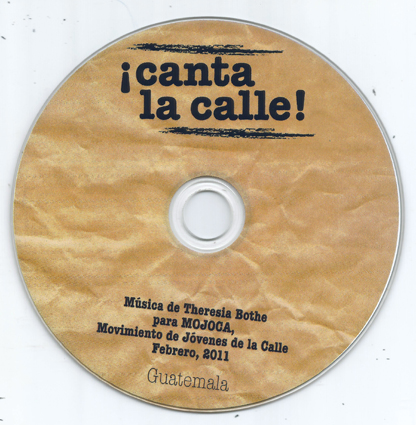 ¡canta
la calle!
Música de Theresia Bothe
para MOJOCA,
Movimiento de Jóvenes de la Calle
Febrero, 2011
Guatemala